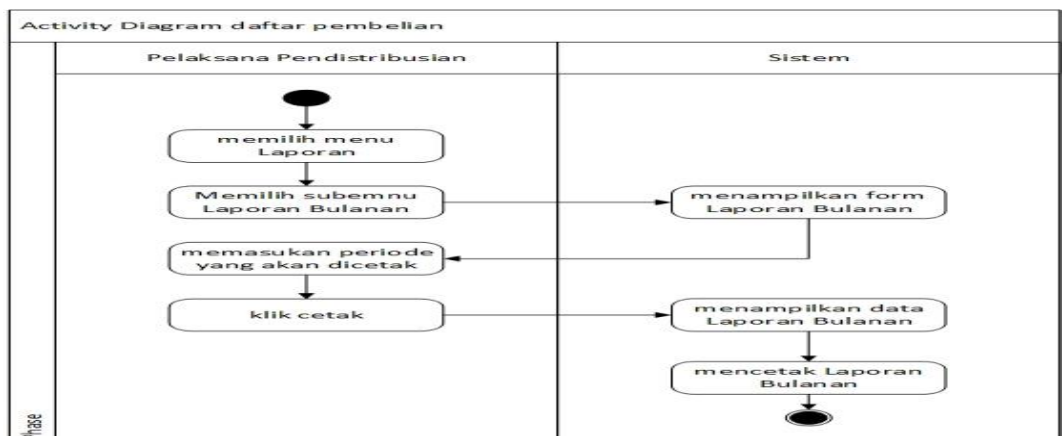 Activity Diagram daftar pembelian
Pelaksana Pendistribusian
Sistem
memilih menu
Laporan
Memilih subemnu
Laporan Bulanan
menampilkan form
Laporan Bulanan
memasukan periode
yang akan dicetak
klik cetak
menampilkan data
Laporan Bulanan
mencetak Laporan
Bulanan
Phase